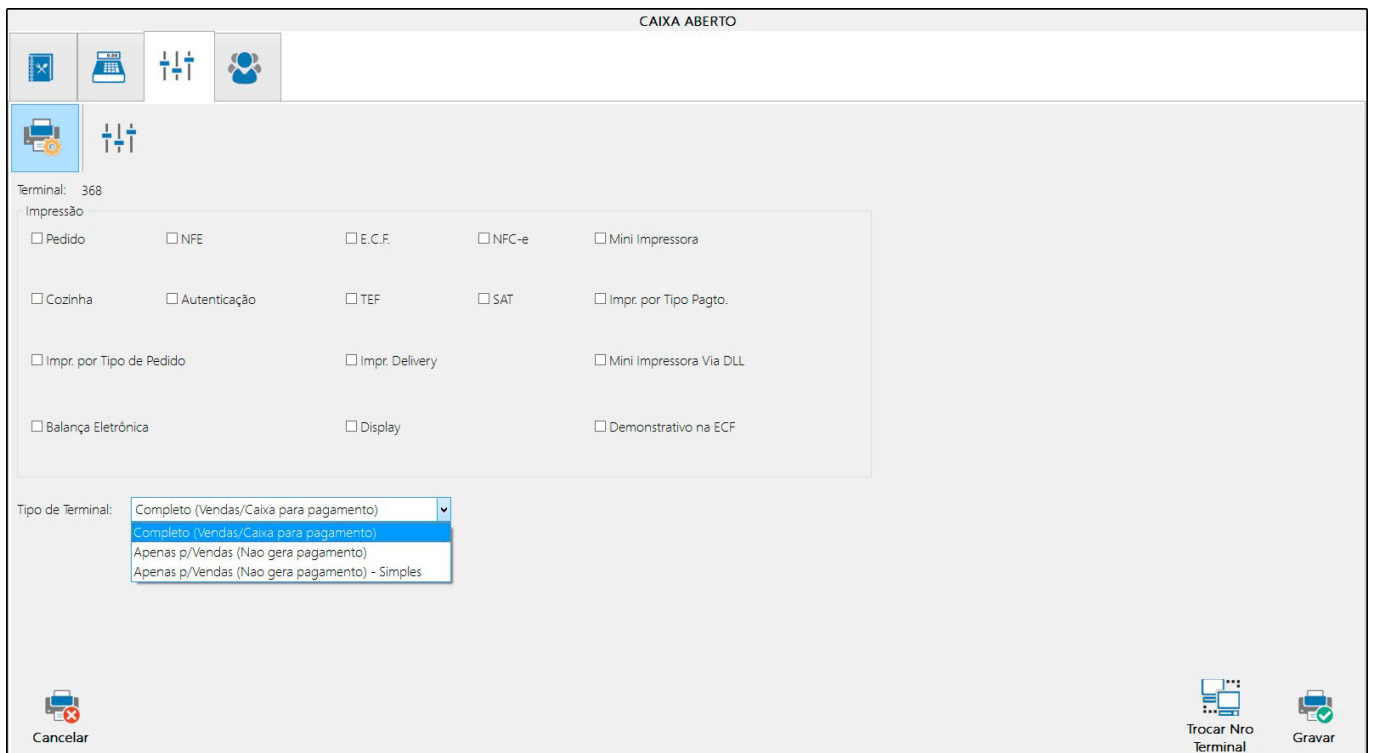 CAIXA ABERTO
Terminal: 368
Impressão
Pedido NFE E.C.F. NFC-e Mini Impressora
Cozinha Autenticação TEF SAT Impr. por Tipo Pagto.
Impr. por Tipo de Pedido Impr. Delivery Mini Impressora Via DLL
Balança Eletrônica Display Demonstrativo na ECF
Tipo de Terminal: Completo (Vendas/Caixa para pagamento)
Completo (Vendas/Caixa para pagamento)
Apenas p/Vendas (Nao gera pagamento)
Apenas p/Vendas (Nao gera pagamento) - Simples
Cancelar
Trocar Nro
Terminal
Gravar